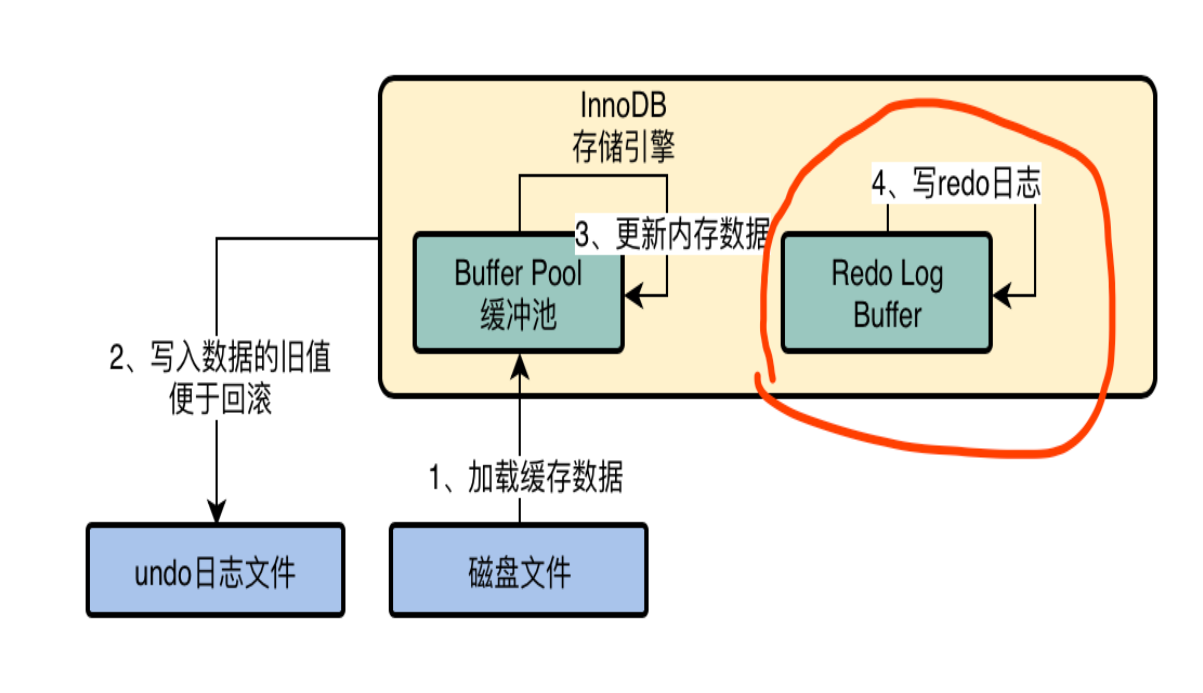 InnoDB
存储引擎
4、写redo日志
3、更新内存数据
Buffer Pool
缓冲池
Redo Log
Buffer
2、写入数据的旧值
便于回滚
1、加载缓存数据
undo日志文件
磁盘文件